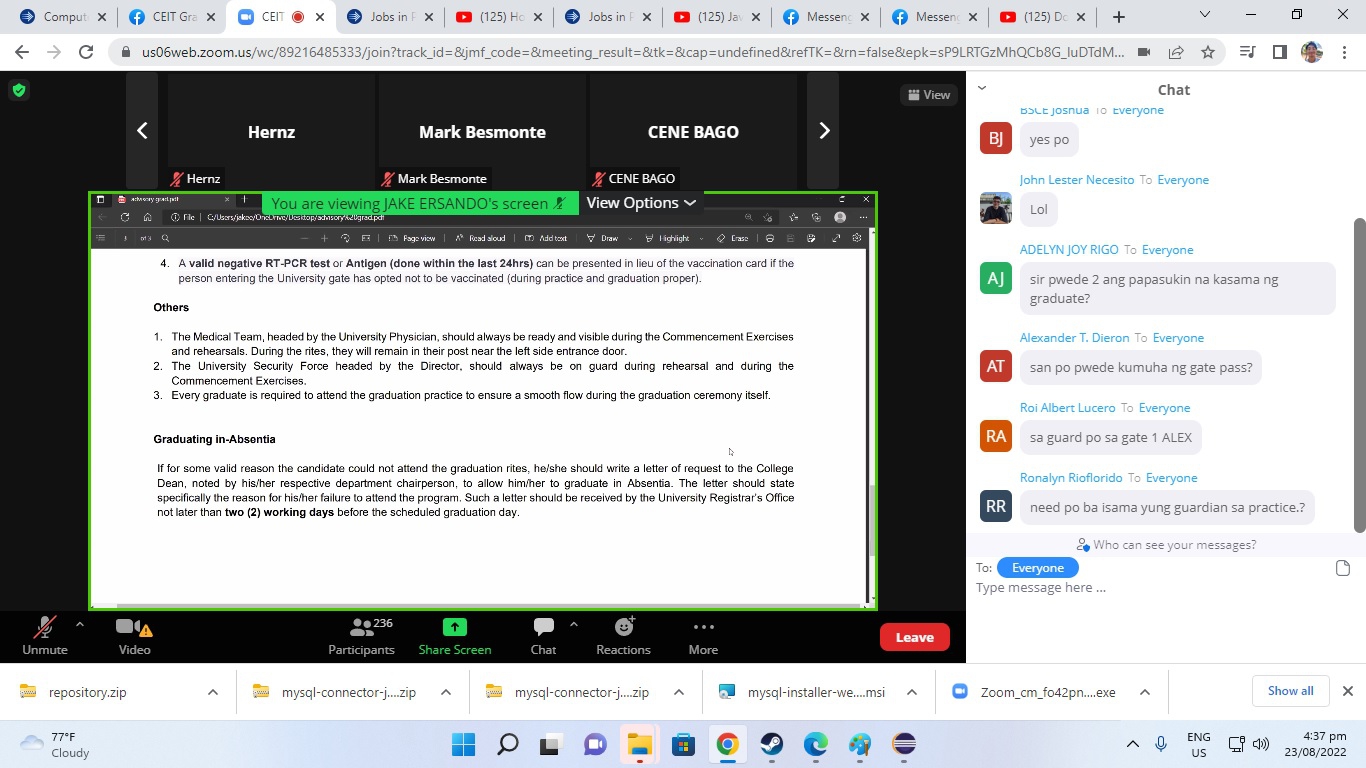 Comput
CEIT Gra
CEIT
Jobs in P
(125) Ho
Jobs in P
(125) Jav
Messeng
Messeng
(125) Do
us06web.zoom.us/wc/89216485333/join?track_id=&jmf_code=&meeting_result=&tk=&cap=undefined&refTK=&rn=false&epk=sP9LRTGzMhQCb8G_IuDTdM...
View
Hernz
Mark Besmonte
CENE BAGO
Hernz
Mark Besmonte
CENE BAGO
advisory grad.pdf
You are viewing JAKE ERSANDO's screen
View Options
File
C:/Users/jakee/OneDrive/Desktop/advisory%20grad.pdf
3 of 3
Page view
Read aloud
Add text
Draw
Highlight
Erase
4. A valid negative RT-PCR test or Antigen (done within the last 24hrs) can be presented in lieu of the vaccination card if the
person entering the University gate has opted not to be vaccinated (during practice and graduation proper).
Others
1. The Medical Team, headed by the University Physician, should always be ready and visible during the Commencement Exercises
and rehearsals. During the rites, they will remain in their post near the left side entrance door.
2. The University Security Force headed by the Director, should always be on guard during rehearsal and during the
Commencement Exercises.
3. Every graduate is required to attend the graduation practice to ensure a smooth flow during the graduation ceremony itself.
Graduating in-Absentia
If for some valid reason the candidate could not attend the graduation rites, he/she should write a letter of request to the College
Dean, noted by his/her respective department chairperson, to allow him/her to graduate in Absentia. The letter should state
specifically the reason for his/her failure to attend the program. Such a letter should be received by the University Registrar's Office
not later than two (2) working days before the scheduled graduation day.
Chat
BSCE Joshua To Everyone
BJ
yes po
John Lester Necesito To Everyone
Lol
ADELYN JOY RIGO To Everyone
AJ
sir pwede 2 ang papasukin na kasama ng
graduate?
Alexander T. Dieron To Everyone
AT
san po pwede kumuha ng gate pass?
Roi Albert Lucero To Everyone
RA
sa guard po sa gate 1 ALEX
Ronalyn Rioflorido To Everyone
RR
need po ba isama yung guardian sa practice.?
Who can see your messages?
To: Everyone
Type message here ...
Unmute
Video
236
Participants
Share Screen
Chat
Reactions
More
Leave
repository.zip
mysql-connector-j....zip
mysql-connector-j....zip
mysql-installer-we....msi
Zoom_cm_fo42pn....exe
Show all
77°F
Cloudy
ENG
US
4:37 pm
23/08/2022